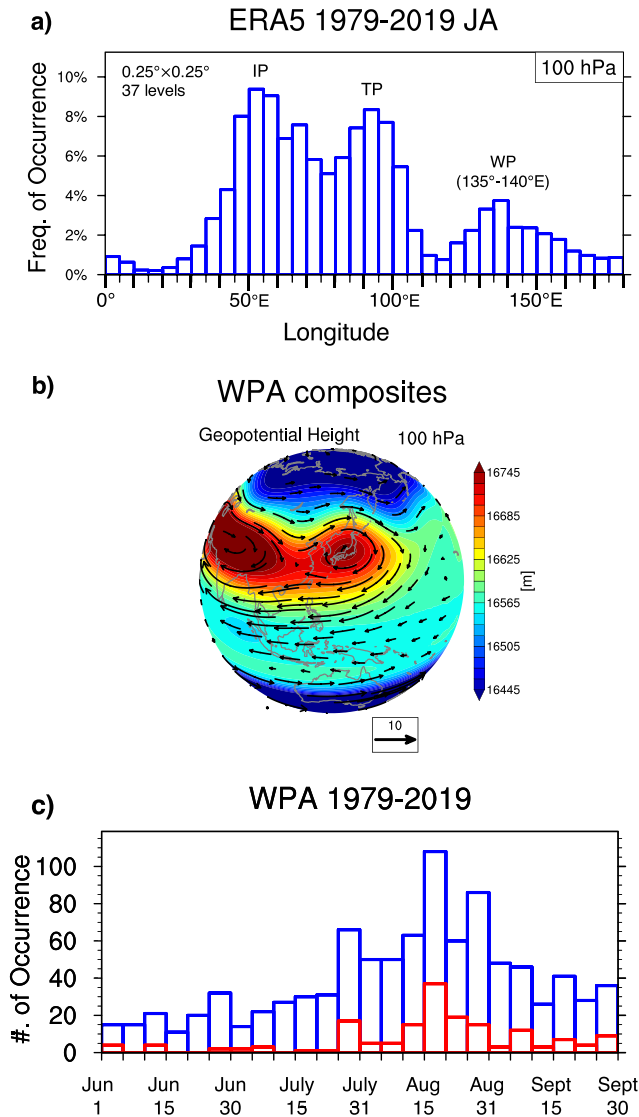 a) ERA5 1979-2019 JA
0.25°×0.25°
37 levels
IP
TP
WP
(135°-140°E)
100 hPa
Freq. of Occurrence
10%
8%
6%
4%
2%
0%
0° 50°E 100°E 150°E
Longitude
b) WPA composites
Geopotential Height 100 hPa
16745
16685
16625
16565
16505
16445
[m]
10
c) WPA 1979-2019
#. of Occurrence
100
80
60
40
20
0
Jun Jun Jun July July Aug Aug Sept Sept
1 15 30 15 31 15 31 15 30